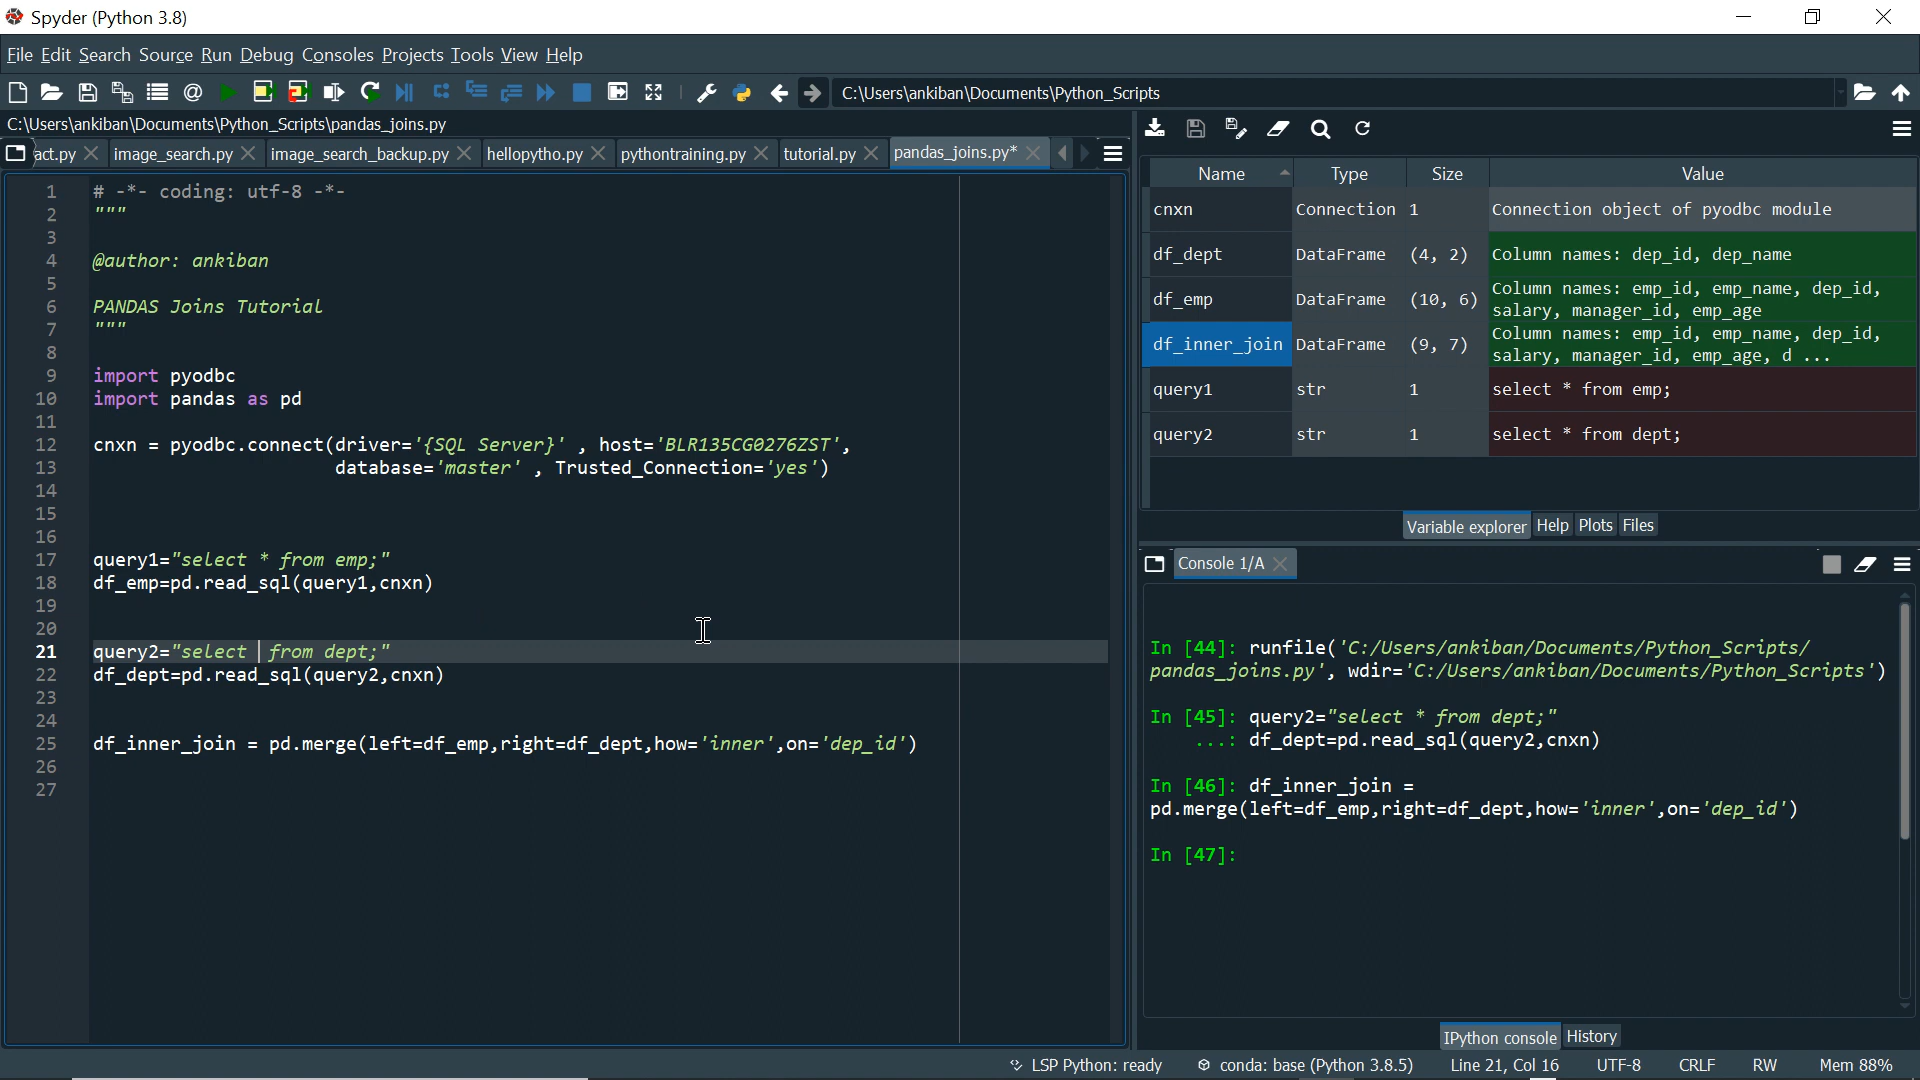 Spyder (Python 3.8)
File Edit Search Source Run Debug Consoles Projects Tools View Help
C:\Users\ankiban\Documents\Python_Scripts
C:\Users\ankiban\Documents\Python_Scripts\pandas_joins.py
act.py image_search.py image_search_backup.py hellopytho.py pythontraining.py tutorial.py pandas_joins.py*
1 # -*- coding: utf-8 -*-
2 """
3
4 @author: ankiban
5
6 PANDAS Joins Tutorial
7 """
8
9 import pyodbc
10 import pandas as pd
11
12 cnxn = pyodbc.connect(driver='{SQL Server}' , host='BLR135CG0276ZST',
13 database='master' , Trusted_Connection='yes')
14
15
16
17 query1="select * from emp;"
18 df_emp=pd.read_sql(query1,cnxn)
19
20
21 query2="select from dept;"
22 df_dept=pd.read_sql(query2,cnxn)
23
24
25 df_inner_join = pd.merge(left=df_emp,right=df_dept,how='inner',on='dep_id')
26
27
Name Type Size Value
cnxn Connection 1 Connection object of pyodbc module
df_dept DataFrame (4, 2) Column names: dep_id, dep_name
df_emp DataFrame (10, 6) Column names: emp_id, emp_name, dep_id,
salary, manager_id, emp_age
df_inner_join DataFrame (9, 7) Column names: emp_id, emp_name, dep_id,
salary, manager_id, emp_age, d ...
query1 str 1 select * from emp;
query2 str 1 select * from dept;
Variable explorer Help Plots Files
Console 1/A
In [44]: runfile('C:/Users/ankiban/Documents/Python_Scripts/
pandas_joins.py', wdir='C:/Users/ankiban/Documents/Python_Scripts')
In [45]: query2="select * from dept;"
...: df_dept=pd.read_sql(query2,cnxn)
In [46]: df_inner_join =
pd.merge(left=df_emp,right=df_dept,how='inner',on='dep_id')
In [47]:
IPython console History
LSP Python: ready conda: base (Python 3.8.5) Line 21, Col 16 UTF-8 CRLF RW Mem 88%